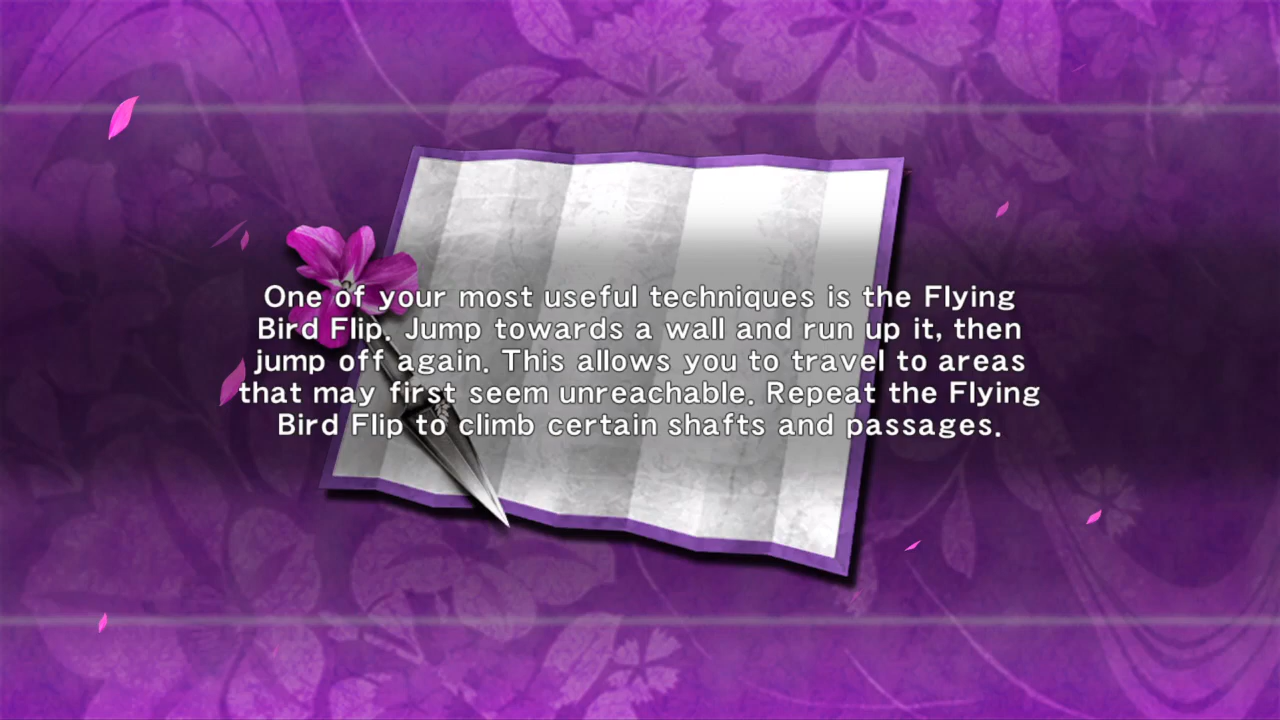 One of your most useful techniques is the Flying
Bird Flip. Jump towards a wall and run up it, then
jump off again. This allows you to travel to areas
that may first seem unreachable. Repeat the Flying
Bird Flip to climb certain shafts and passages.